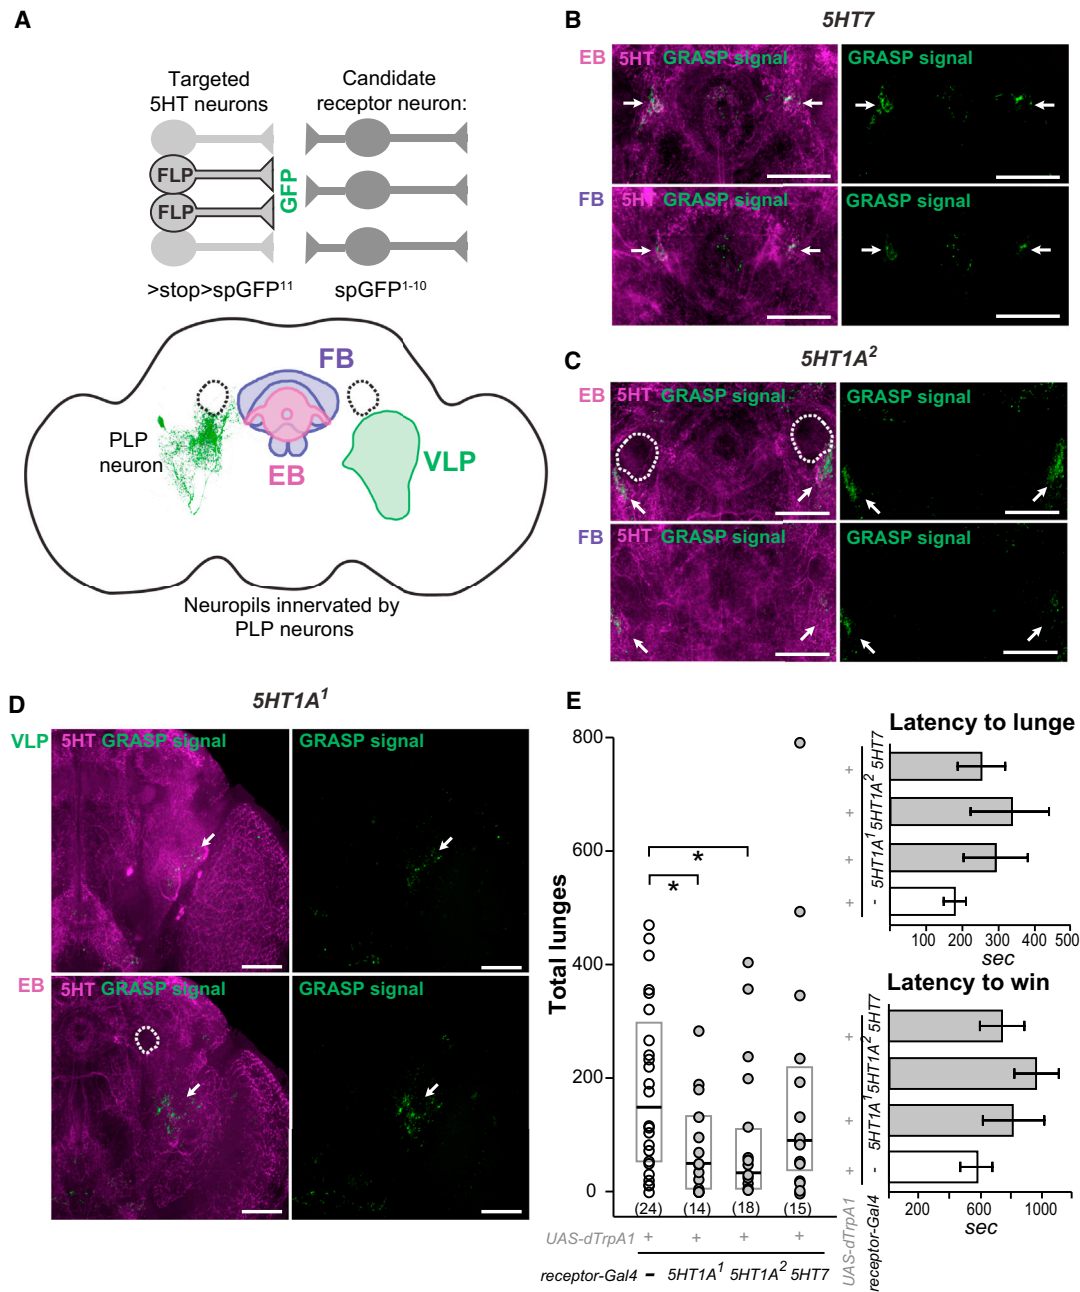 A
Targeted
5HT neurons
Candidate
receptor neuron:
FLP
FLP
GFP
>stop>spGFP¹¹
spGFP¹⁻¹⁰
FB
EB
VLP
PLP
neuron
Neuropils innervated by
PLP neurons
B
5HT7
EB
5HT GRASP signal
GRASP signal
FB
5HT GRASP signal
GRASP signal
C
5HT1A²
EB
5HT GRASP signal
GRASP signal
FB
5HT GRASP signal
GRASP signal
D
5HT1A¹
VLP
5HT GRASP signal
GRASP signal
EB
5HT GRASP signal
GRASP signal
E
Total lunges
800
600
400
200
0
*
*
(24) (14) (18) (15)
UAS-dTrpA1 + + + +
receptor-Gal4 - 5HT1A¹ 5HT1A² 5HT7
Latency to lunge
+ 5HT7
+ 5HT1A²
+ 5HT1A¹
+ -
100 200 300 400 500
sec
Latency to win
+ 5HT7
+ 5HT1A²
+ 5HT1A¹
+ -
200 600 1000
sec
UAS-dTrpA1
receptor-Gal4